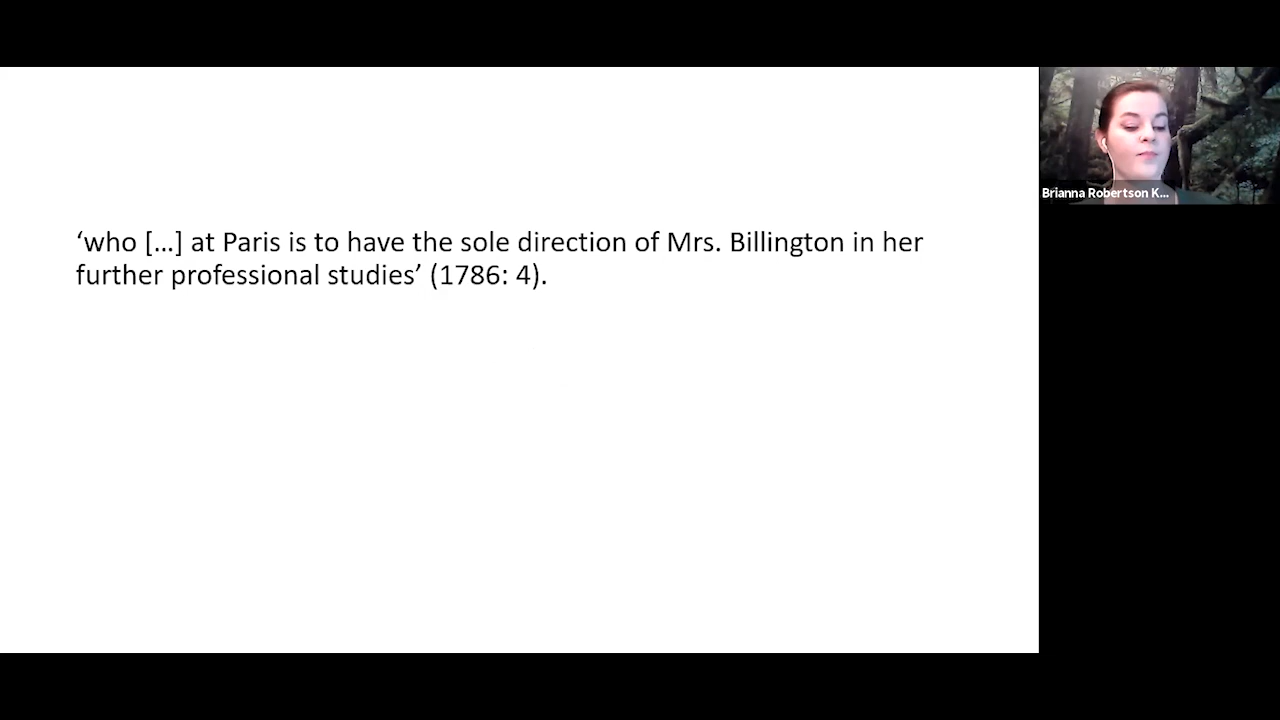 ‘who […] at Paris is to have the sole direction of Mrs. Billington in her
further professional studies’ (1786: 4).
Brianna Robertson K...